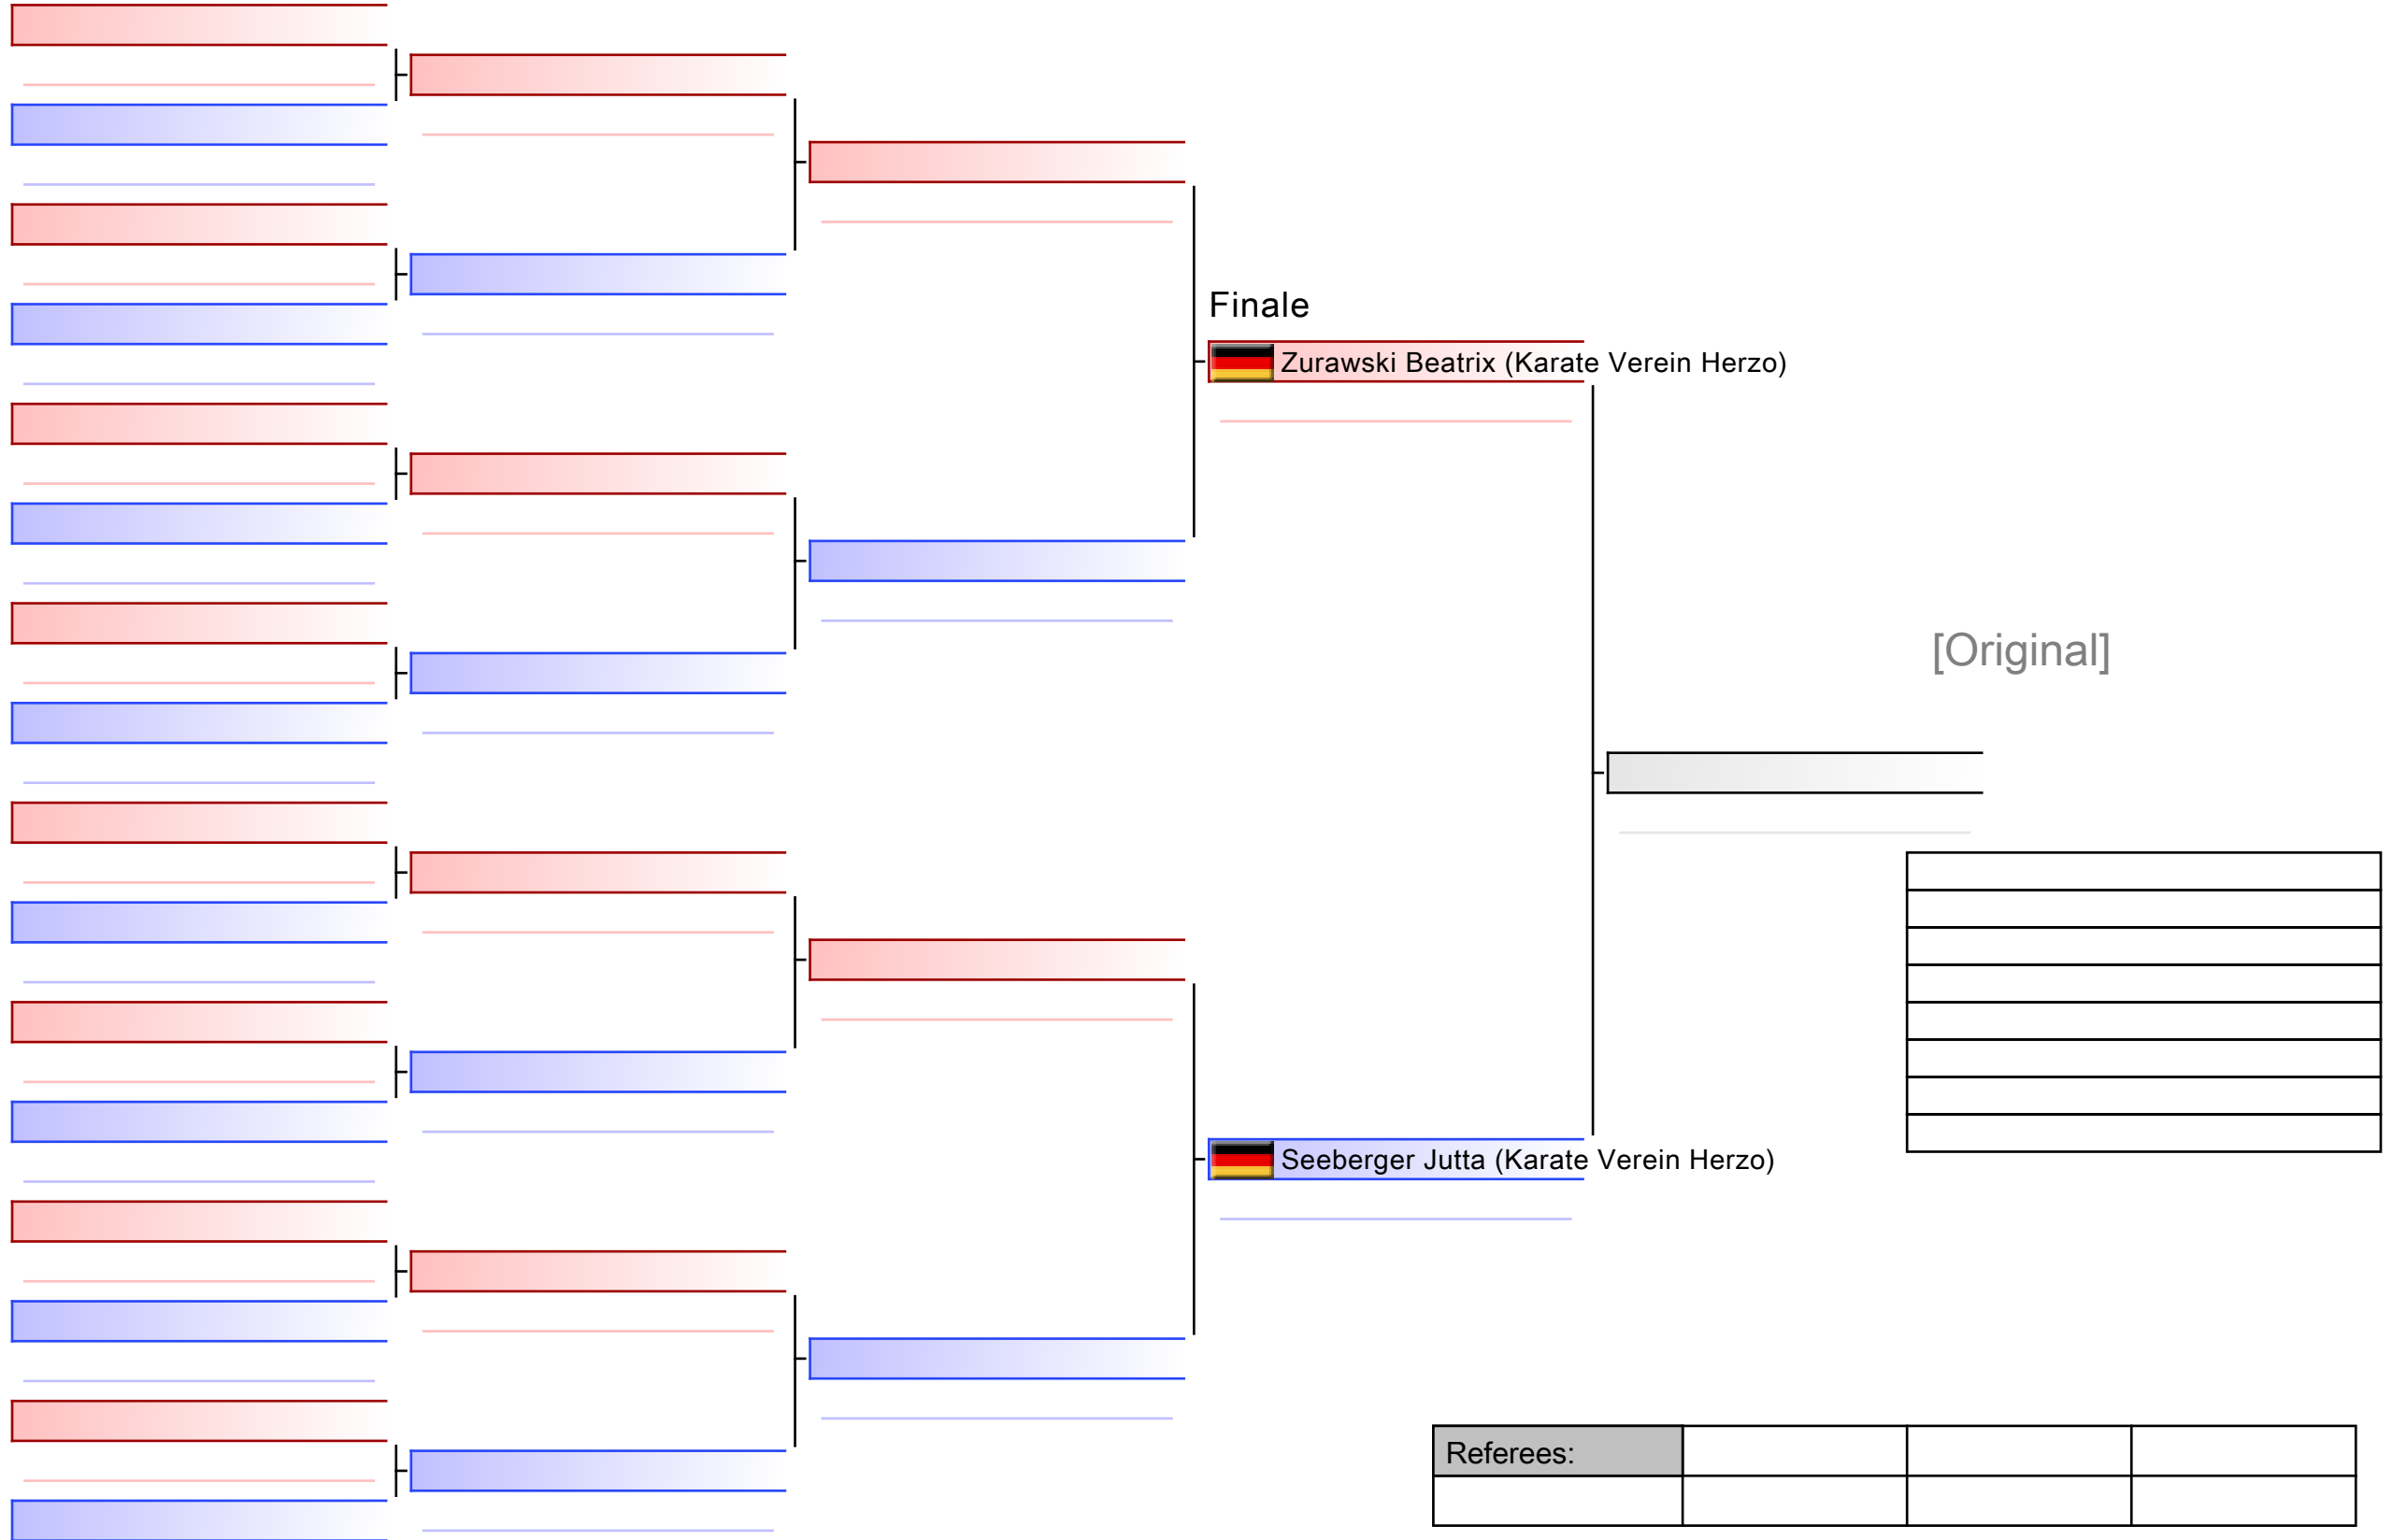 Finale
Zurawski Beatrix (Karate Verein Herzo)
[Original]
Seeberger Jutta (Karate Verein Herzo)
Referees: